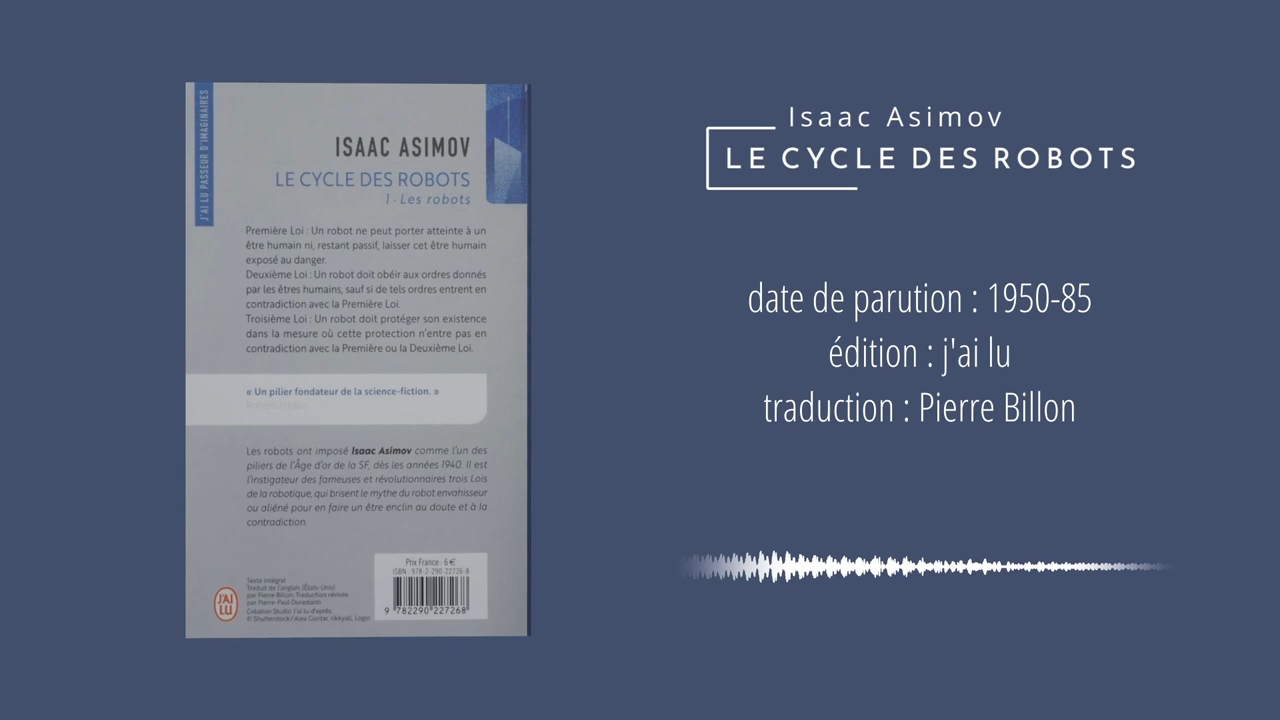 J'AI LU PASSEUR D'IMAGINAIRES
ISAAC ASIMOV
LE CYCLE DES ROBOTS
1 · Les robots
Première Loi : Un robot ne peut porter atteinte à un
être humain ni, restant passif, laisser cet être humain
exposé au danger.
Deuxième Loi : Un robot doit obéir aux ordres donnés
par les êtres humains, sauf si de tels ordres entrent en
contradiction avec la Première Loi.
Troisième Loi : Un robot doit protéger son existence
dans la mesure où cette protection n'entre pas en
contradiction avec la Première ou la Deuxième Loi.
« Un pilier fondateur de la science-fiction. »
Robert Jordan
Les robots ont imposé Isaac Asimov comme l'un des
piliers de l'Âge d'or de la SF, dès les années 1940. Il est
l'instigateur des fameuses et révolutionnaires trois Lois
de la robotique, qui brisent le mythe du robot envahisseur
ou aliéné pour en faire un être enclin au doute et à la
contradiction.
Texte intégral
Traduit de l'anglais (États-Unis)
par Pierre Billon. Traduction révisée
par Pierre-Paul Durastanti
Création Studio J'ai lu d'après
© Shutterstock / Alex Gontar, rikkyall, Login
J'AI
LU
Prix France : 6 €
ISBN : 978-2-290-22726-8
9 782290 227268
Isaac Asimov
LE CYCLE DES ROBOTS
date de parution : 1950-85
édition : j'ai lu
traduction : Pierre Billon